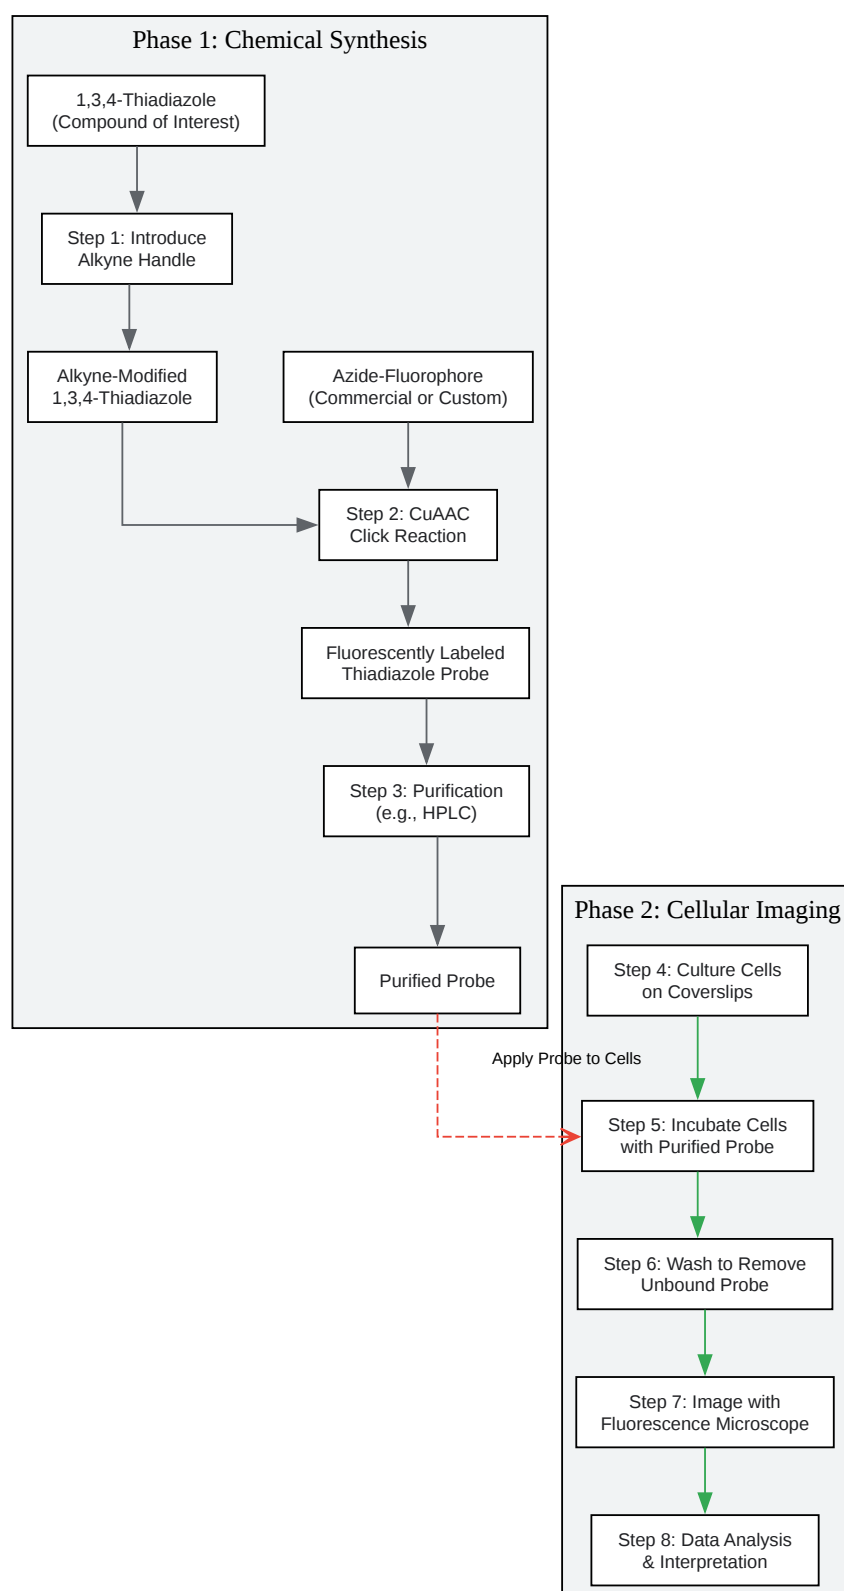 Phase 1: Chemical Synthesis
1,3,4-Thiadiazole
(Compound of Interest)
Step 1: Introduce
Alkyne Handle
Alkyne-Modified
1,3,4-Thiadiazole
Azide-Fluorophore
(Commercial or Custom)
Step 2: CuAAC
Click Reaction
Fluorescently Labeled
Thiadiazole Probe
Step 3: Purification
(e.g., HPLC)
Purified Probe
Phase 2: Cellular Imaging
Step 4: Culture Cells
on Coverslips
Apply Probe to Cells
Step 5: Incubate Cells
with Purified Probe
Step 6: Wash to Remove
Unbound Probe
Step 7: Image with
Fluorescence Microscope
Step 8: Data Analysis
& Interpretation